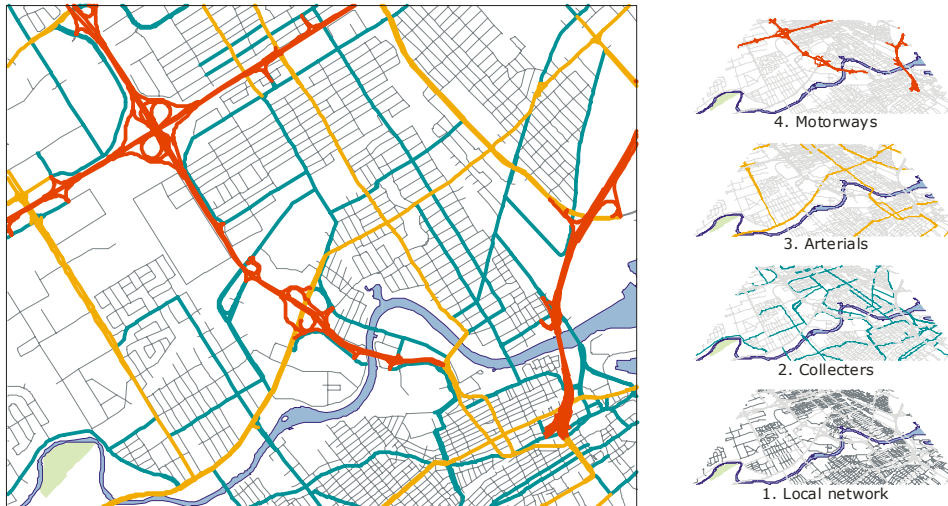 4. Motorways
3. Arterials
2. Collecters
1. Local network